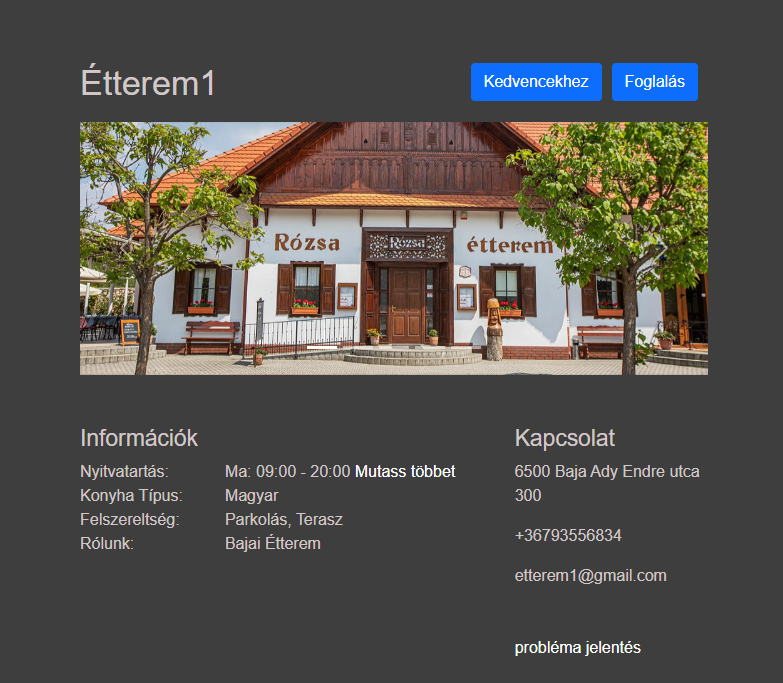 Étterem1
Kedvencekhez
Foglalás
Rózsa
Rózsa
étterem
Információk
Nyitvatartás: Ma: 09:00 - 20:00 Mutass többet
Konyha Típus: Magyar
Felszereltség: Parkolás, Terasz
Rólunk: Bajai Étterem
Kapcsolat
6500 Baja Ady Endre utca
300
+36793556834
etterem1@gmail.com
probléma jelentés